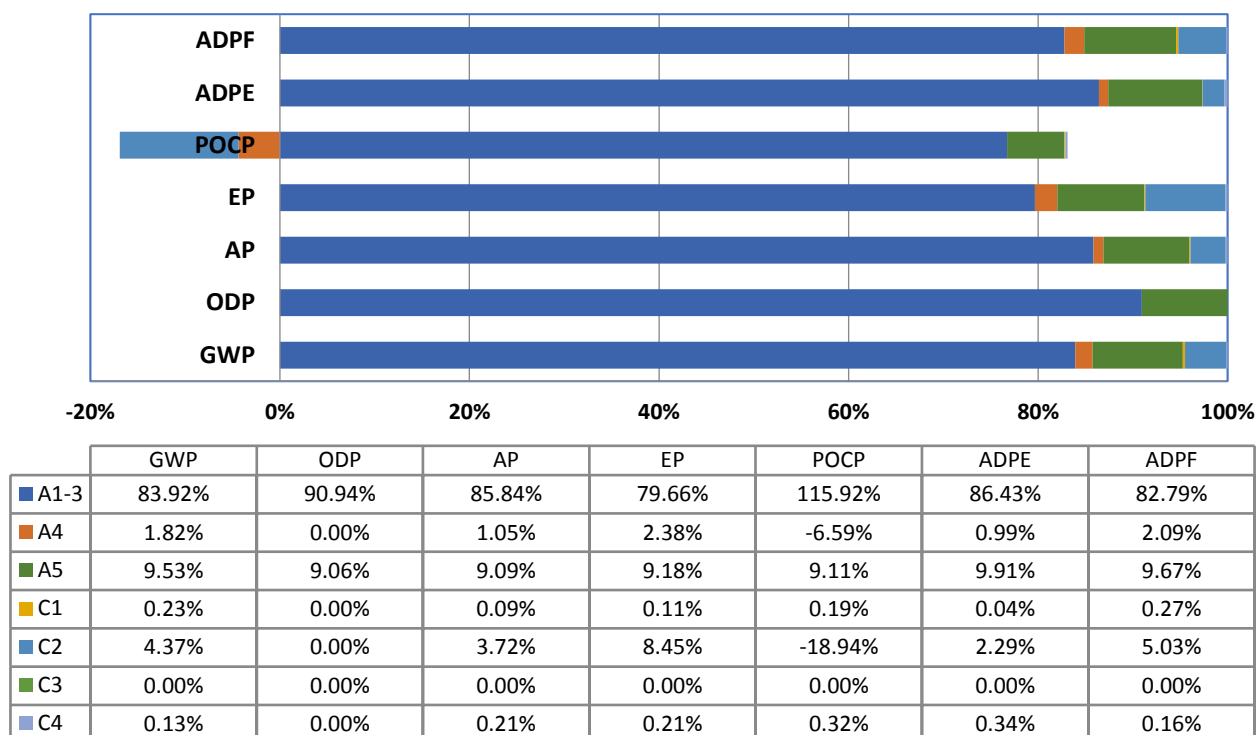 ADPF
ADPE
POCP
EP
AP
ODP
GWP
-20% 0% 20% 40% 60% 80% 100%
GWP ODP AP EP POCP ADPE ADPF
A1-3 83.92% 90.94% 85.84% 79.66% 115.92% 86.43% 82.79%
A4 1.82% 0.00% 1.05% 2.38% -6.59% 0.99% 2.09%
A5 9.53% 9.06% 9.09% 9.18% 9.11% 9.91% 9.67%
C1 0.23% 0.00% 0.09% 0.11% 0.19% 0.04% 0.27%
C2 4.37% 0.00% 3.72% 8.45% -18.94% 2.29% 5.03%
C3 0.00% 0.00% 0.00% 0.00% 0.00% 0.00% 0.00%
C4 0.13% 0.00% 0.21% 0.21% 0.32% 0.34% 0.16%